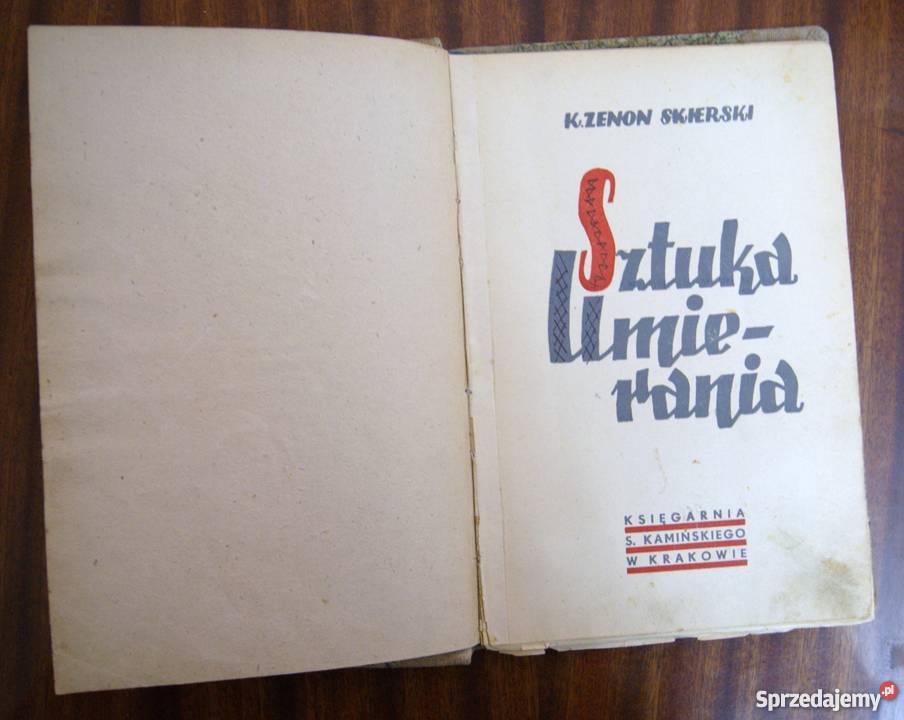 K. ZENON SKIERSKI
Sztuka
Umie-
rania
KSIĘGARNIA
S. KAMIŃSKIEGO
W KRAKOWIE
Sprzedajemy.pl